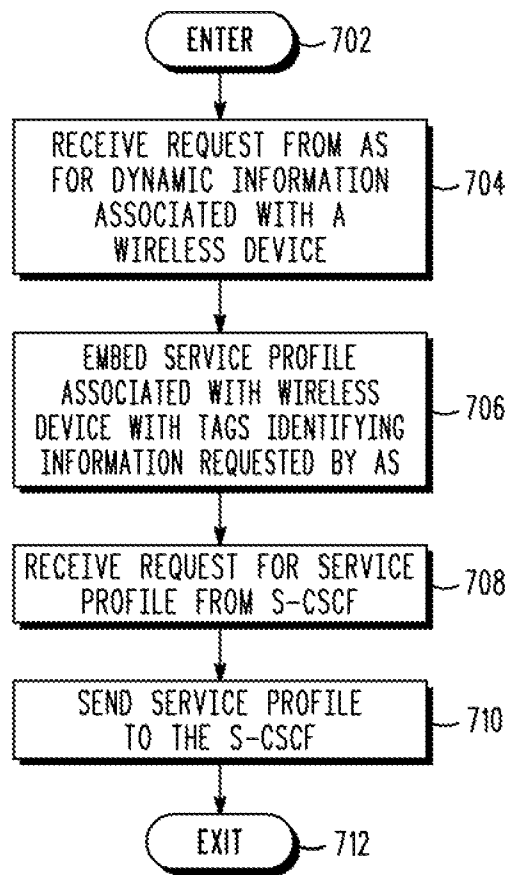 ENTER
702
RECEIVE REQUEST FROM AS
FOR DYNAMIC INFORMATION
ASSOCIATED WITH A
WIRELESS DEVICE
704
EMBED SERVICE PROFILE
ASSOCIATED WITH WIRELESS
DEVICE WITH TAGS IDENTIFYING
INFORMATION REQUESTED BY AS
706
RECEIVE REQUEST FOR SERVICE
PROFILE FROM S-CSCF
708
SEND SERVICE PROFILE
TO THE S-CSCF
710
EXIT
712